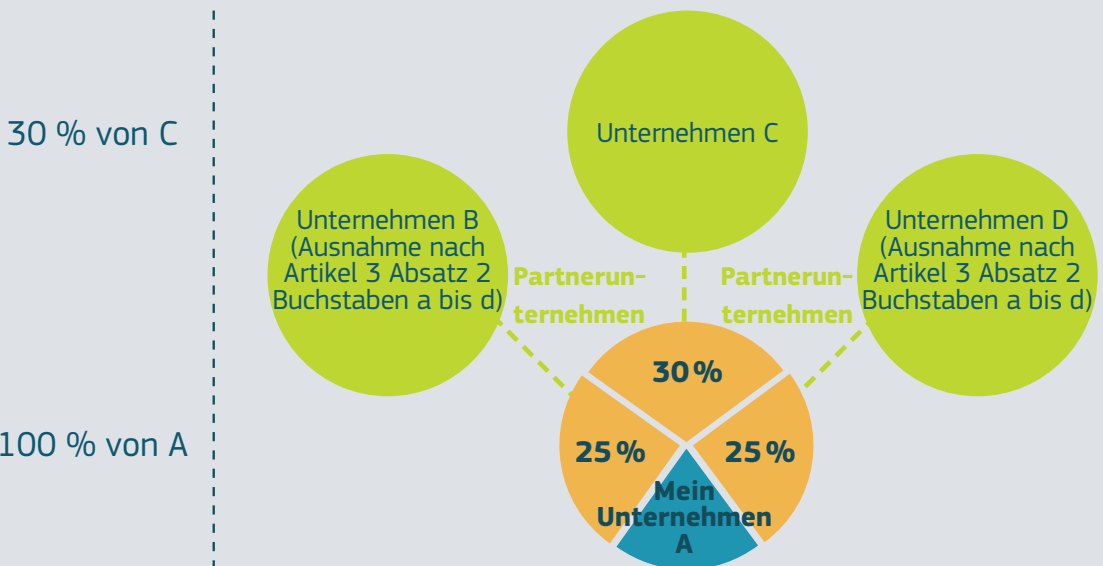 30 % von C
Unternehmen C
Unternehmen B
(Ausnahme nach
Artikel 3 Absatz 2
Buchstaben a bis d)
Partnerun-
ternehmen
Partnerun-
ternehmen
Unternehmen D
(Ausnahme nach
Artikel 3 Absatz 2
Buchstaben a bis d)
30 %
100 % von A
25 %
25 %
Mein
Unternehmen
A